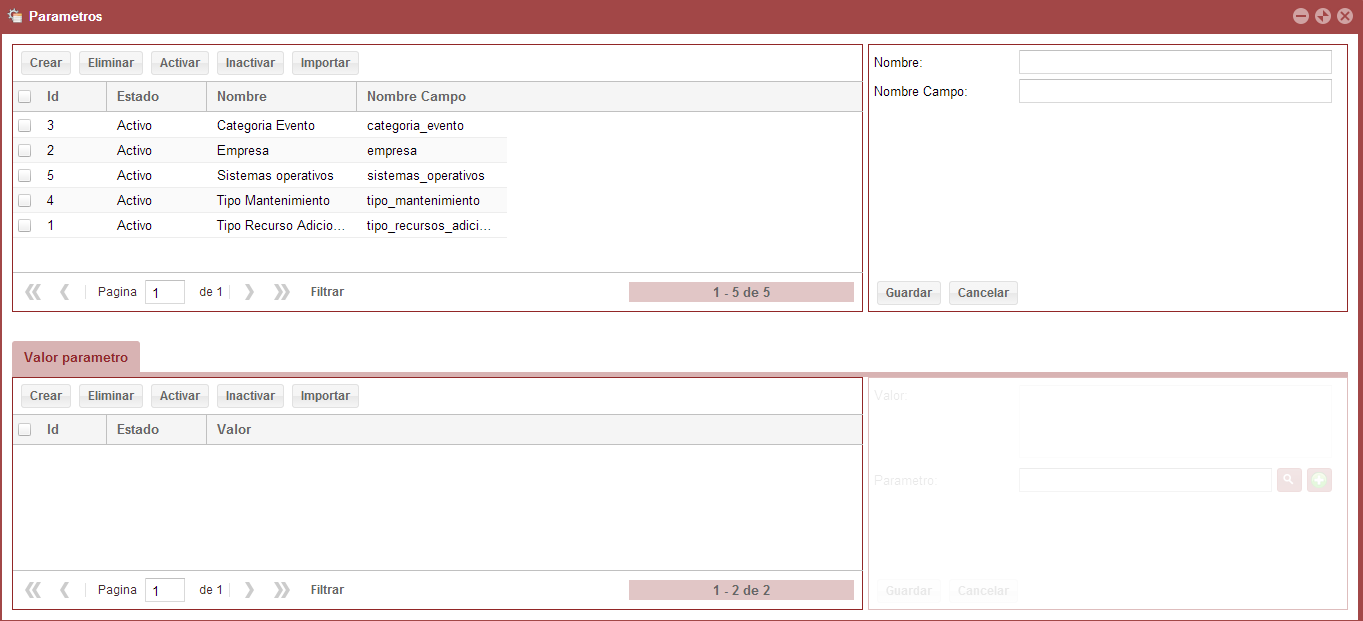 Parametros
Crear Eliminar Activar Inactivar Importar
Id Estado Nombre Nombre Campo
3 Activo Categoria Evento categoria_evento
2 Activo Empresa empresa
5 Activo Sistemas operativos sistemas_operativos
4 Activo Tipo Mantenimiento tipo_mantenimiento
1 Activo Tipo Recurso Adicio... tipo_recursos_adici...
Pagina 1 de 1 Filtrar 1 - 5 de 5
Nombre:
Nombre Campo:
Guardar Cancelar
Valor parametro
Crear Eliminar Activar Inactivar Importar
Id Estado Valor
Pagina 1 de 1 Filtrar 1 - 2 de 2
Valor:
Parametro
Guardar Cancelar